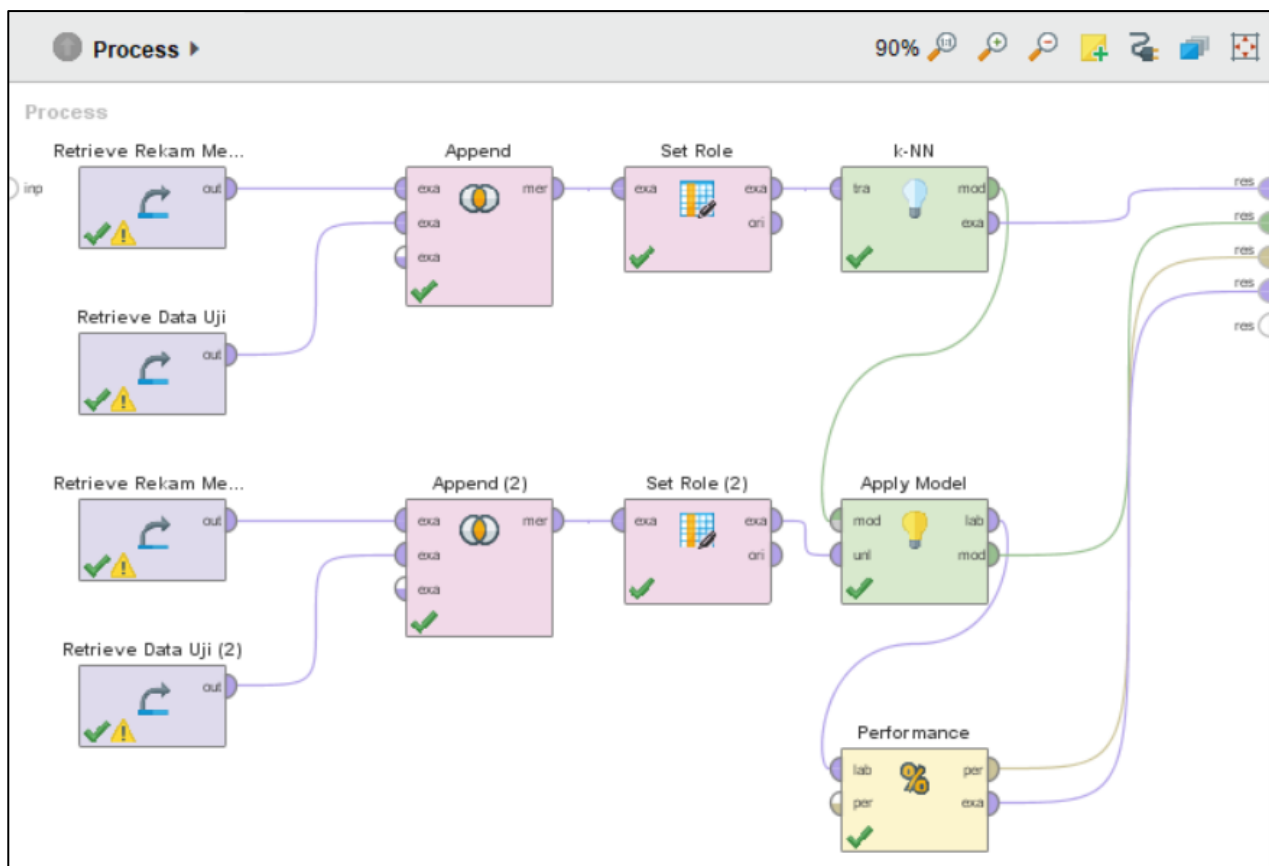 Process
90%
Process
inp
Retrieve Rekam Me...
out
Append
exa
mer
exa
exa
Set Role
exa
exa
ori
k-NN
tra
mod
exa
res
res
res
res
res
Retrieve Data Uji
out
Retrieve Rekam Me...
out
Append (2)
exa
mer
exa
exa
Set Role (2)
exa
exa
ori
Apply Model
mod
lab
unl
mod
Retrieve Data Uji (2)
out
Performance
%
lab
per
per
exa